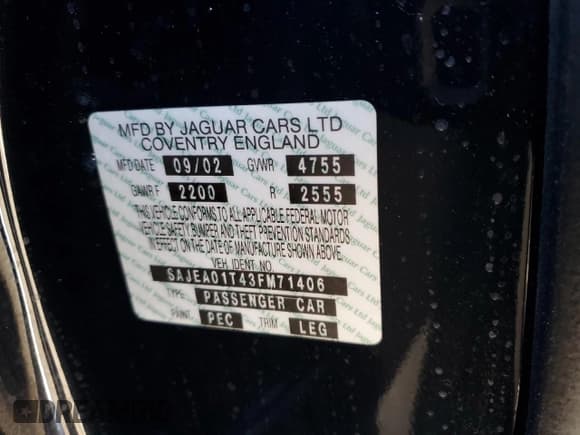 MFD BY JAGUAR CARS LTD
COVENTRY ENGLAND
MFD DATE 09/02 GVWR 4755
GAWR F 2200 R 2555
THIS VEHICLE CONFORMS TO ALL APPLICABLE FEDERAL MOTOR
VEHICLE SAFETY BUMPER AND THEFT PREVENTION STANDARDS
IN EFFECT ON THE DATE OF MANUFACTURE SHOWN ABOVE.
VEH. IDENT NO.
SAJEA01T43FM71406
TYPE: PASSENGER CAR
PAINT. PEC TRIM LEG
DREAMBID